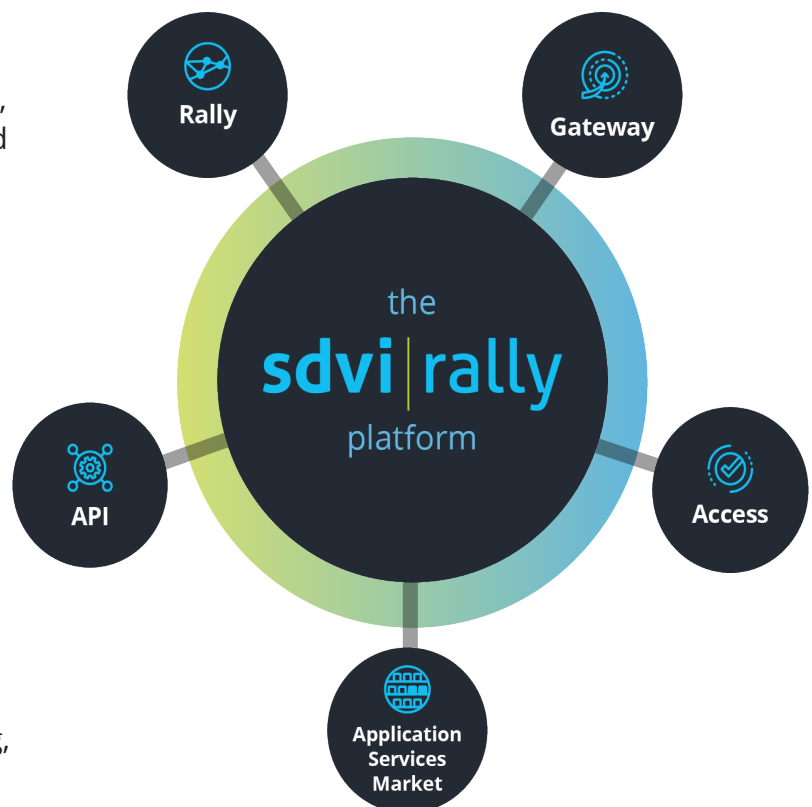 Rally
Gateway
the
sdvi|rally
platform
API
Access
Application
Services
Market